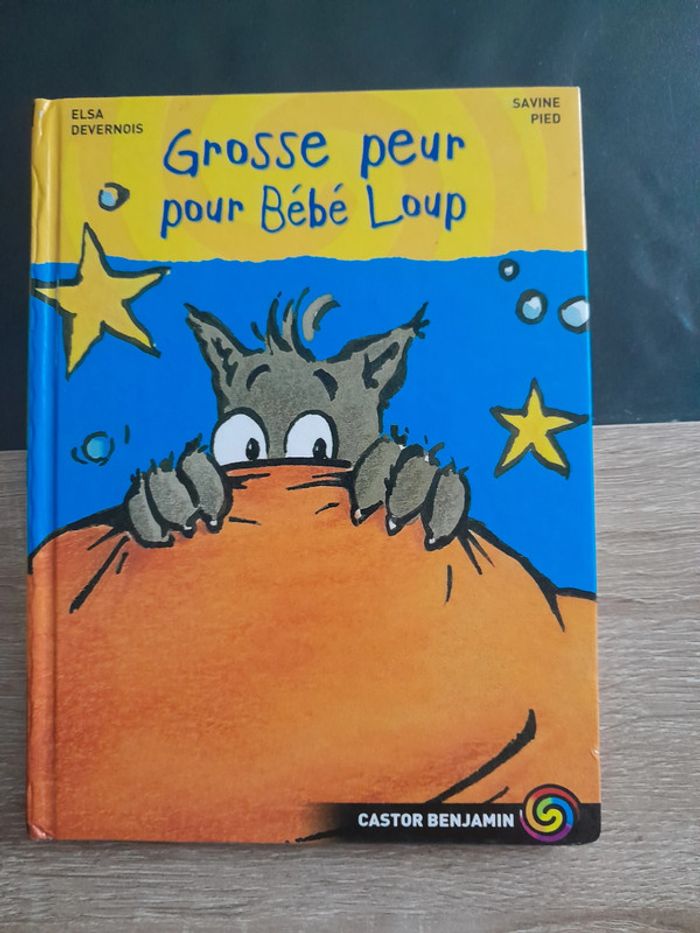 ELSA
DEVERNOIS
SAVINE
PIED
Grosse peur
pour Bébé Loup
CASTOR BENJAMIN